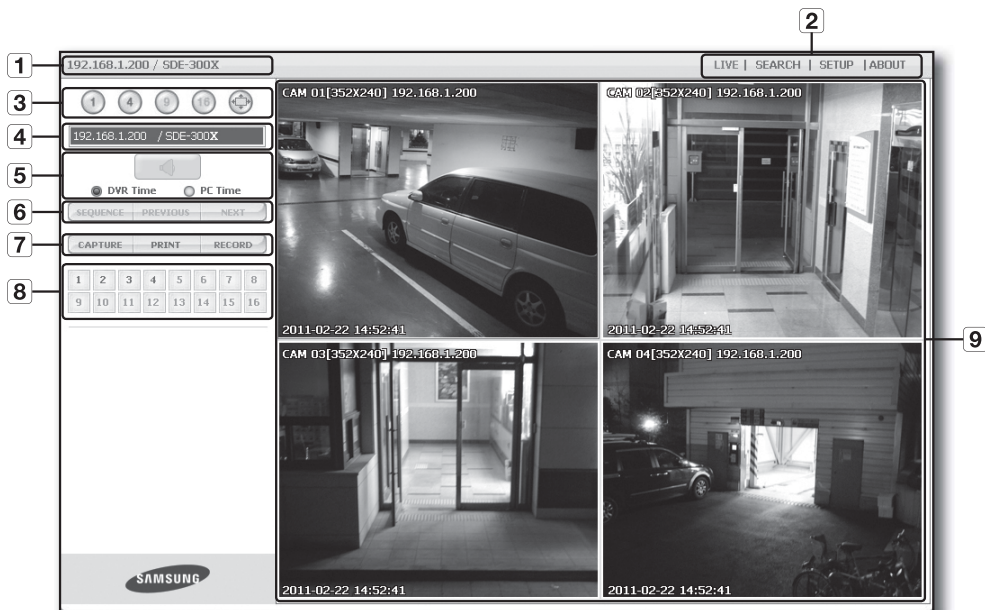 2
1
192.168.1.200 / SDE-300X
LIVE | SEARCH | SETUP | ABOUT
3
1 4 9 16
4
192.168.1.200 / SDE-300X
5
DVR Time PC Time
6
SEQUENCE PREVIOUS NEXT
7
CAPTURE PRINT RECORD
8
1 2 3 4 5 6 7 8
9 10 11 12 13 14 15 16
CAM 01[352X240] 192.168.1.200
2011-02-22 14:52:41
CAM 02[352X240] 192.168.1.200
2011-02-22 14:52:41
CAM 03[352X240] 192.168.1.200
2011-02-22 14:52:41
CAM 04[352X240] 192.168.1.200
2011-02-22 14:52:41
9
SAMSUNG